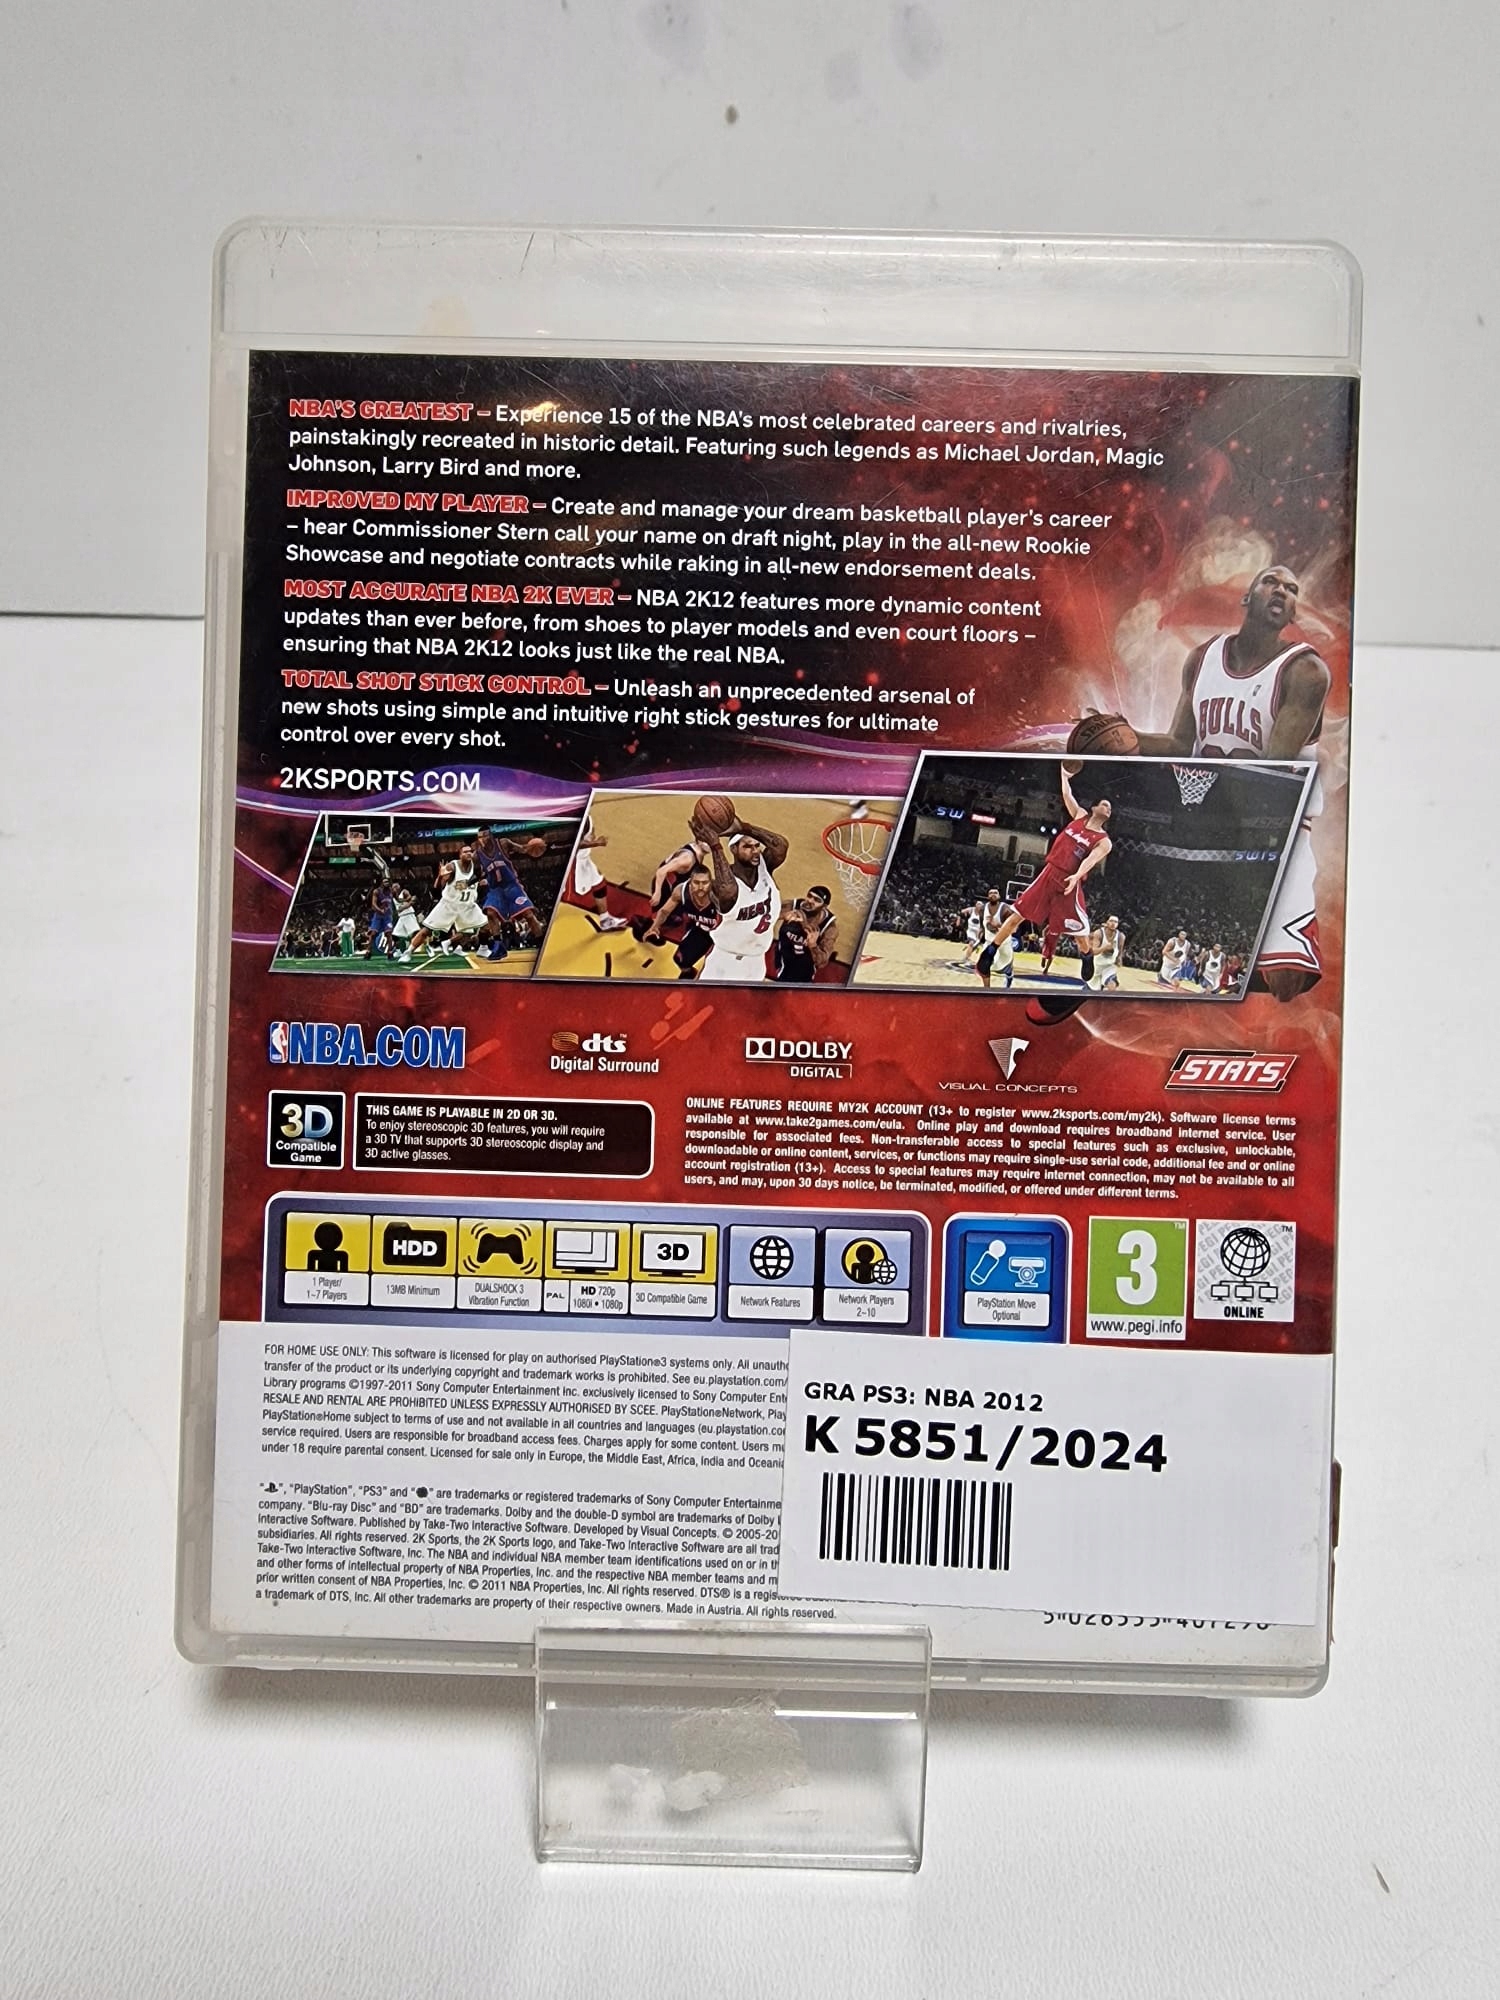 NBA'S GREATEST – Experience 15 of the NBA's most celebrated careers and rivalries,
painstakingly recreated in historic detail. Featuring such legends as Michael Jordan, Magic
Johnson, Larry Bird and more.
IMPROVED MY PLAYER – Create and manage your dream basketball player's career
– hear Commissioner Stern call your name on draft night, play in the all-new Rookie
Showcase and negotiate contracts while raking in all-new endorsement deals.
MOST ACCURATE NBA 2K EVER – NBA 2K12 features more dynamic content
updates than ever before, from shoes to player models and even court floors –
ensuring that NBA 2K12 looks just like the real NBA.
TOTAL SHOT STICK CONTROL – Unleash an unprecedented arsenal of
new shots using simple and intuitive right stick gestures for ultimate
control over every shot.
2KSPORTS.COM
BULLS
HEAT
6
NBA.COM
dts
Digital Surround
DOLBY
DIGITAL
VISUAL CONCEPTS
STATS
3D
Compatible
Game
THIS GAME IS PLAYABLE IN 2D OR 3D.
To enjoy stereoscopic 3D features, you will require
a 3D TV that supports 3D stereoscopic display and
3D active glasses.
ONLINE FEATURES REQUIRE MY2K ACCOUNT (13+ to register www.2ksports.com/my2k). Software license terms
available at www.take2games.com/eula. Online play and download requires broadband internet service. User
responsible for associated fees. Non-transferable access to special features such as exclusive, unlockable,
downloadable or online content, services, or functions may require single-use serial code, additional fee and or online
account registration (13+). Access to special features may require internet connection, may not be available to all
users, and may, upon 30 days notice, be terminated, modified, or offered under different terms.
1 Player/
1~7 Players
HDD
13MB Minimum
DUALSHOCK 3
Vibration Function
PAL
HD 720p
1080i • 1080p
3D
3D Compatible Game
Network Features
Network Players
2~10
PlayStation Move
Optional
3
www.pegi.info
ONLINE
FOR HOME USE ONLY: This software is licensed for play on authorised PlayStation®3 systems only. All
transfer of the product or its underlying copyright and trademark works is prohibited. See eu.playstation.com/
Library programs ©1997-2011 Sony Computer Entertainment Inc. exclusively licensed to Sony Computer
RESALE AND RENTAL ARE PROHIBITED UNLESS EXPRESSLY AUTHORISED BY SCEE. PlayStation®Network,
PlayStation®Home subject to terms of use and not available in all countries and languages
service required. Users are responsible for broadband access fees. Charges apply for some content. Users
under 18 require parental consent. Licensed for sale only in Europe, the Middle East, Africa, India and
"PlayStation", "PS3" and are trademarks or registered trademarks of Sony Computer
company. "Blu-ray Disc" and "BD" are trademarks. Dolby and the double-D symbol are trademarks of Dolby
Interactive Software. Published by Take-Two Interactive Software. Developed by Visual Concepts. © 2005-20
subsidiaries. All rights reserved. 2K Sports, the 2K Sports logo, and Take-Two Interactive Software are all
Take-Two Interactive Software, Inc. The NBA and individual NBA member team identifications used on or in
and other forms of intellectual property of NBA Properties, Inc. and the respective NBA member teams and
prior written consent of NBA Properties, Inc. © 2011 NBA Properties, Inc. All rights reserved. DTS® is a
a trademark of DTS, Inc. All other trademarks are property of their respective owners. Made in Austria. All rights reserved.
GRA PS3: NBA 2012
K 5851/2024